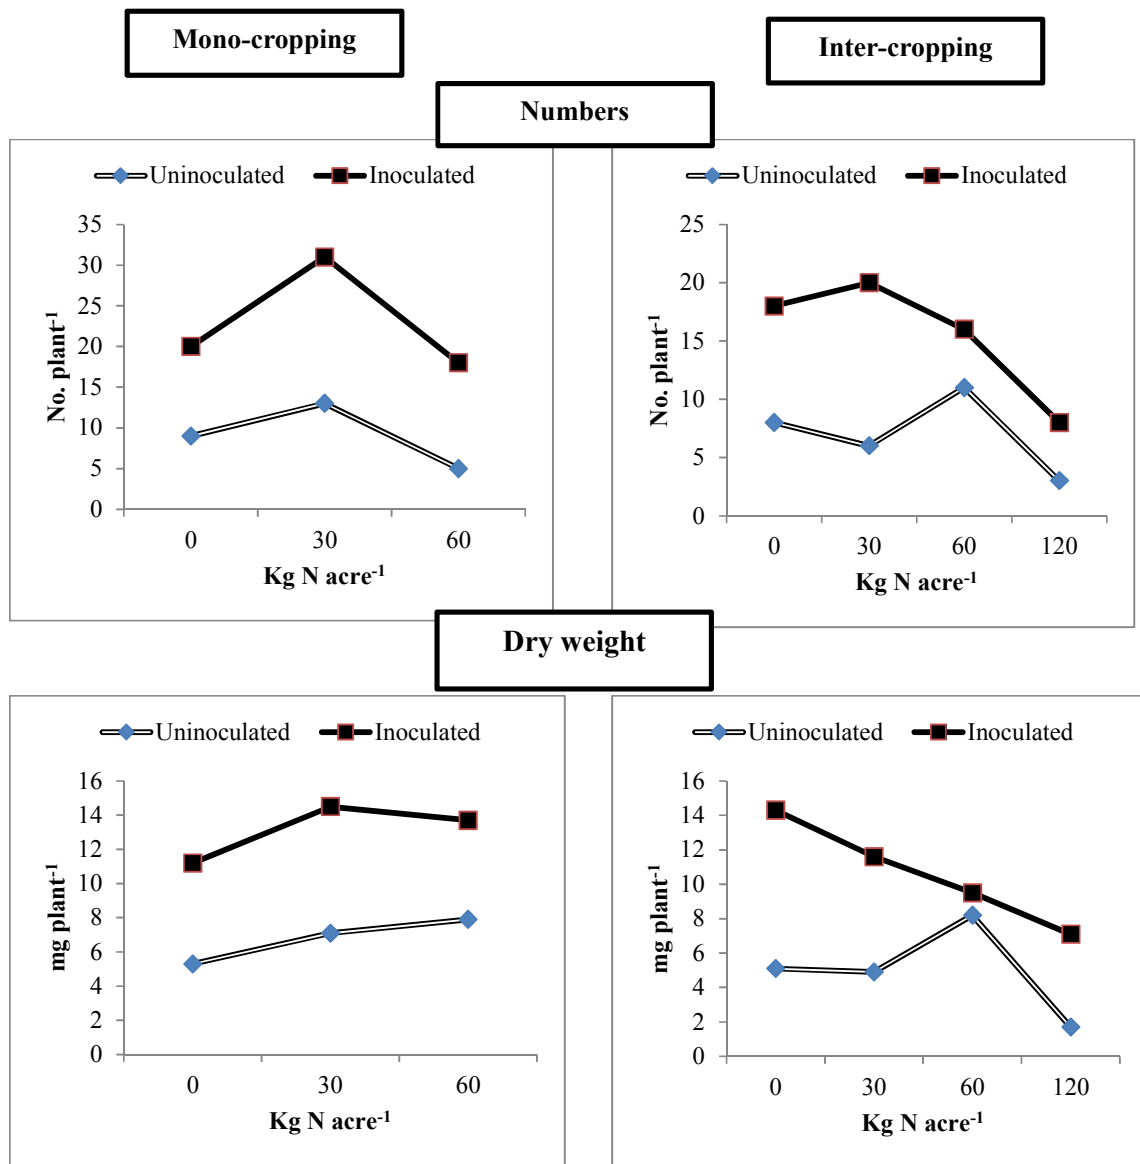 Mono-cropping
Inter-cropping
Numbers
Uninoculated Inoculated
35
30
25
20
15
10
5
0
No. plant⁻¹
0 30 60
Kg N acre⁻¹
Uninoculated Inoculated
25
20
15
10
5
0
No. plant⁻¹
0 30 60 120
Kg N acre⁻¹
Dry weight
Uninoculated Inoculated
16
14
12
10
8
6
4
2
0
mg plant⁻¹
0 30 60
Kg N acre⁻¹
Uninoculated Inoculated
16
14
12
10
8
6
4
2
0
mg plant⁻¹
0 30 60 120
Kg N acre⁻¹